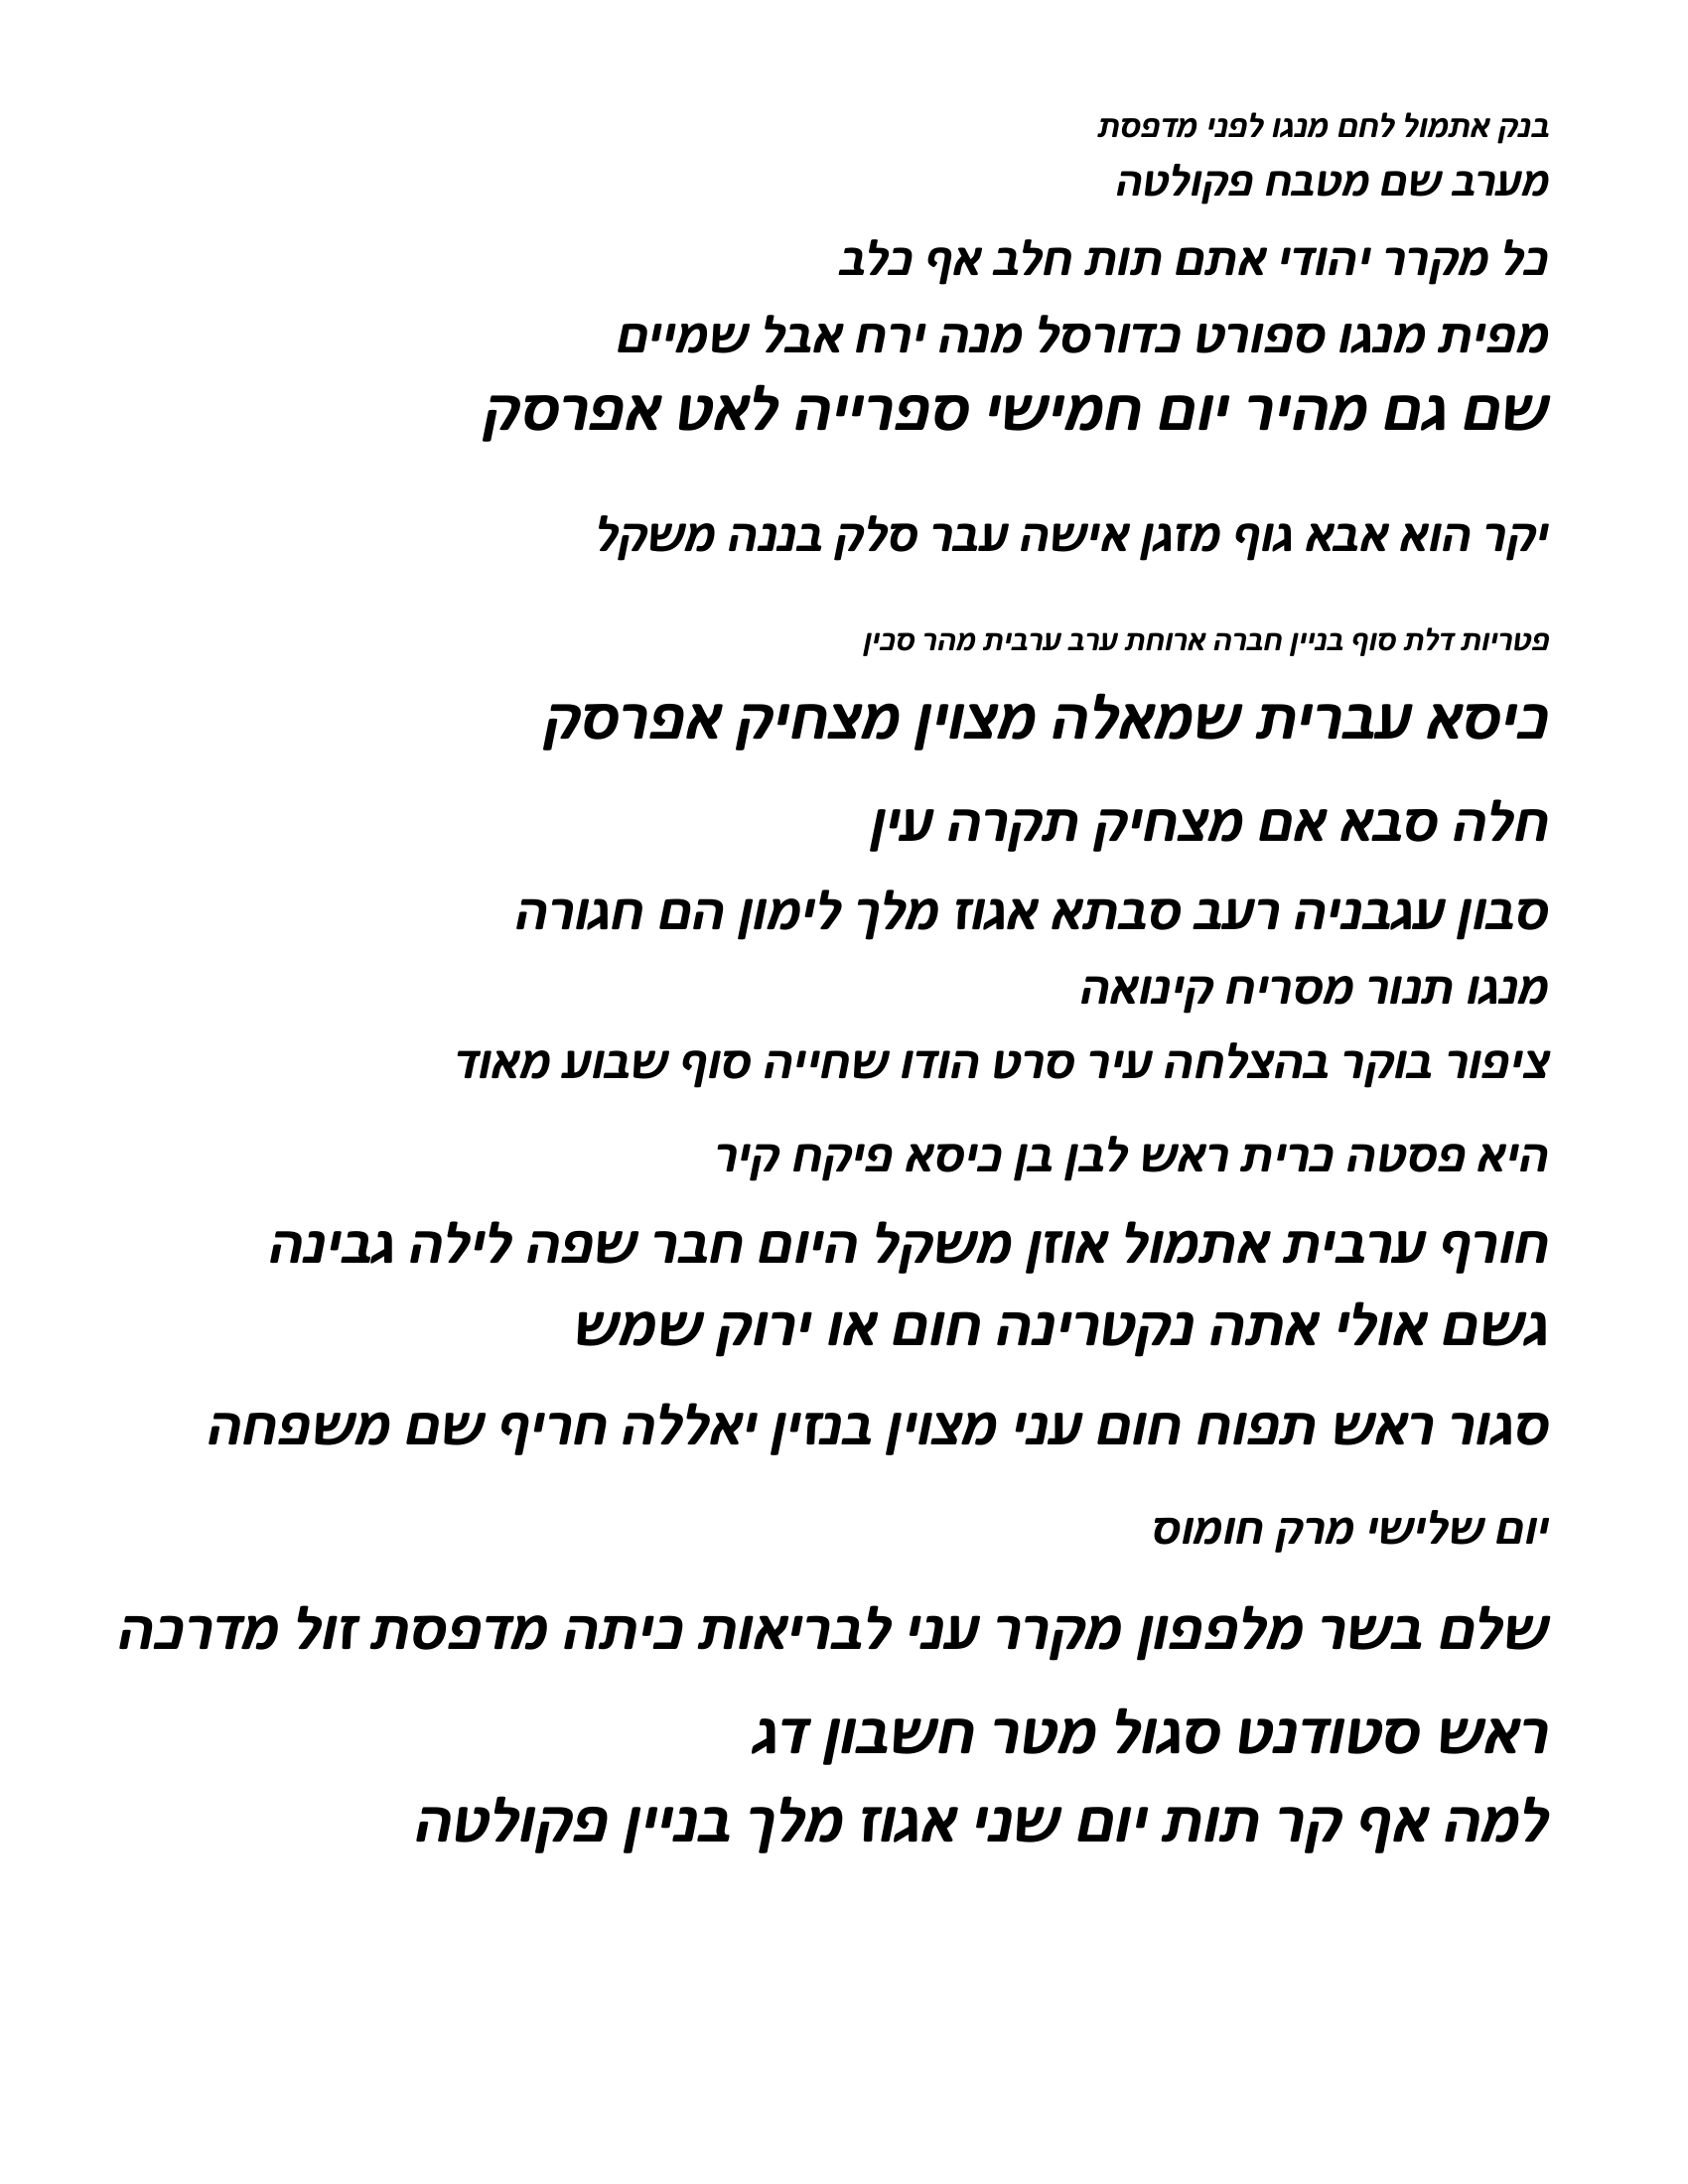 בנק אתמול לחם מנגו לפני מדפסת
מערב שם מטבח פקולטה
כל מקרר יהודי אתם תות חלב אף כלב
מפית מנגו ספורט כדורסל מנה ירח אבל שמיים
שם גם מהיר יום חמישי ספרייה לאט אפרסק
יקר הוא אבא גוף מזגן אישה עבר סלק בננה משקל
פטריות דלת סוף בניין חברה ארוחת ערב ערבית מהר סכין
כיסא עברית שמאלה מצוין מצחיק אפרסק
חלה סבא אם מצחיק תקרה עין
סבון עגבניה רעב סבתא אגוז מלך לימון הם חגורה
מנגו תנור מסריח קינואה
ציפור בוקר בהצלחה עיר סרט הודו שחייה סוף שבוע מאוד
היא פסטה כרית ראש לבן בן כיסא פיקח קיר
חורף ערבית אתמול אוזן משקל היום חבר שפה לילה גבינה
גשם אולי אתה נקטרינה חום או ירוק שמש
סגור ראש תפוח חום עני מצוין בנזין יאללה חריף שם משפחה
יום שלישי מרק חומוס
שלם בשר מלפפון מקרר עני לבריאות כיתה מדפסת זול מדרכה
ראש סטודנט סגול מטר חשבון דג
למה אף קר תות יום שני אגוז מלך בניין פקולטה